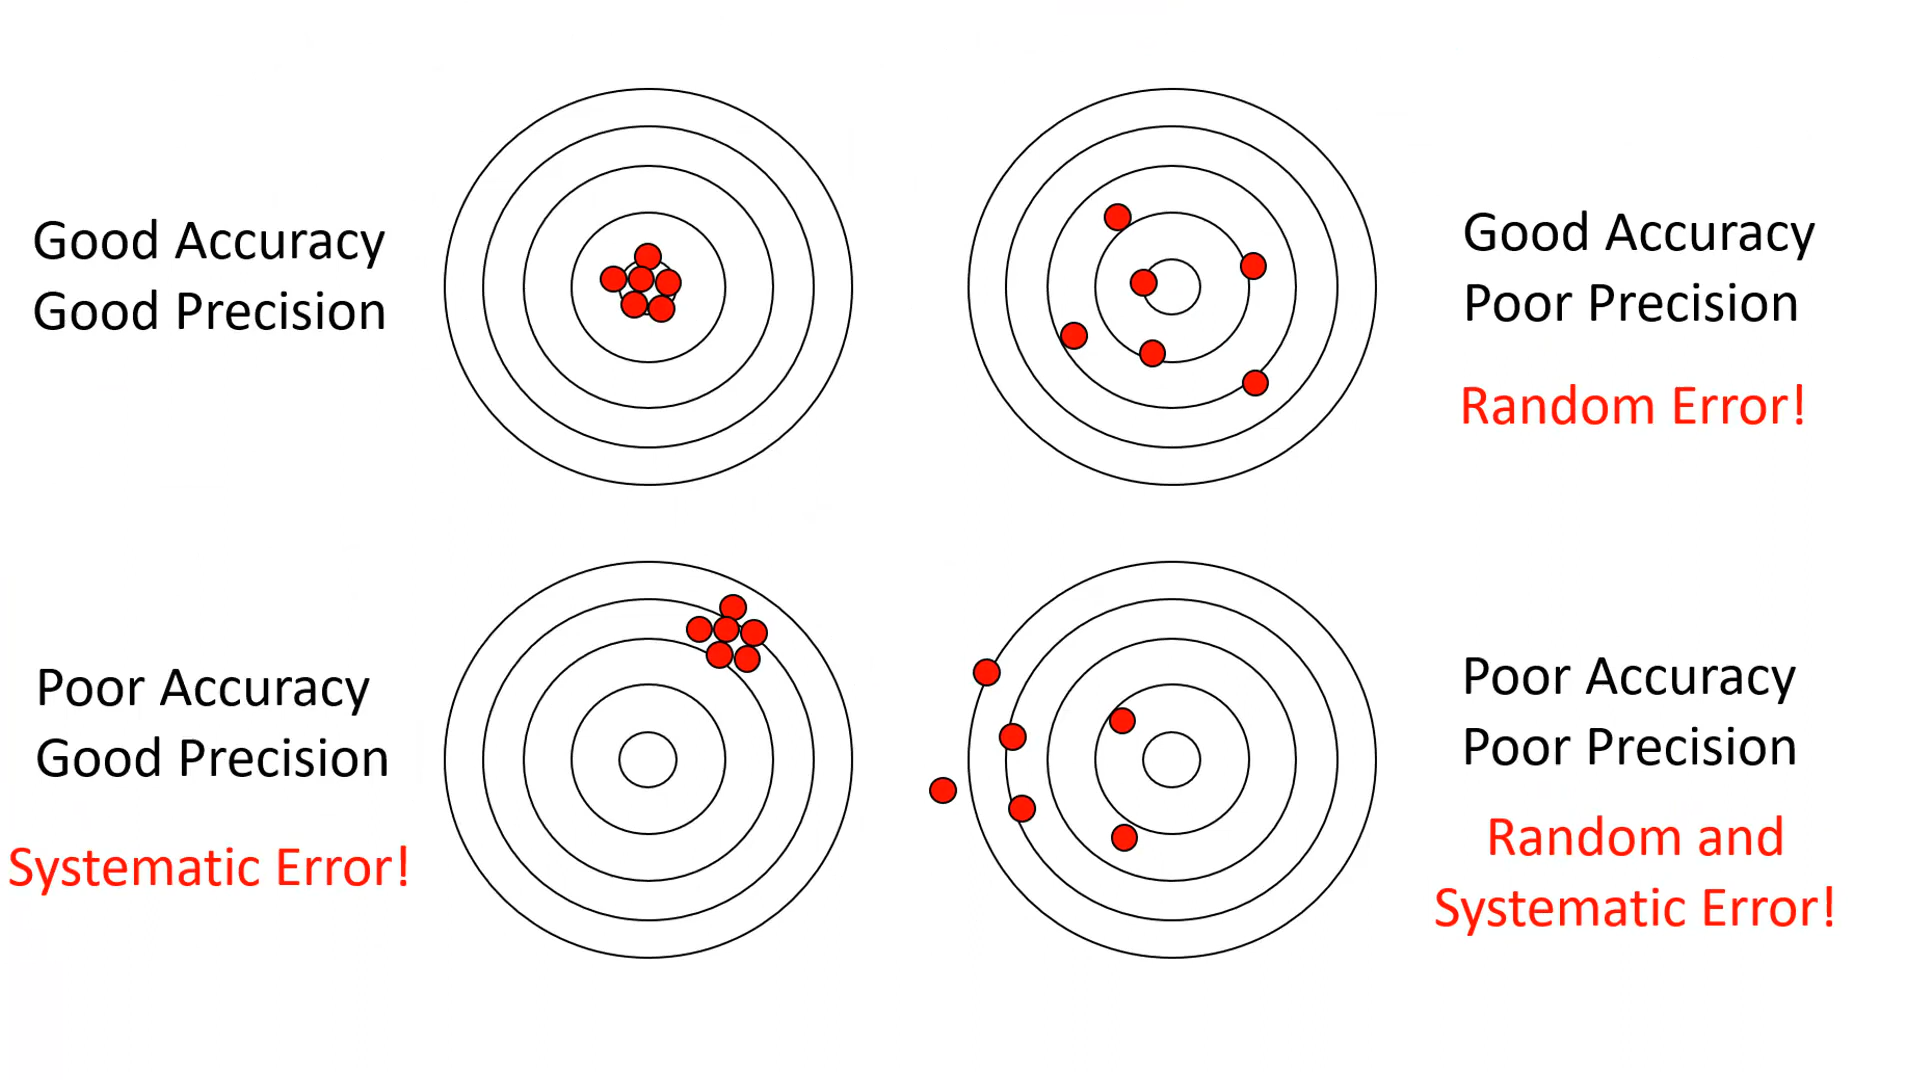 Good Accuracy
Good Precision
Good Accuracy
Poor Precision
Random Error!
Poor Accuracy
Good Precision
Systematic Error!
Poor Accuracy
Poor Precision
Random and
Systematic Error!